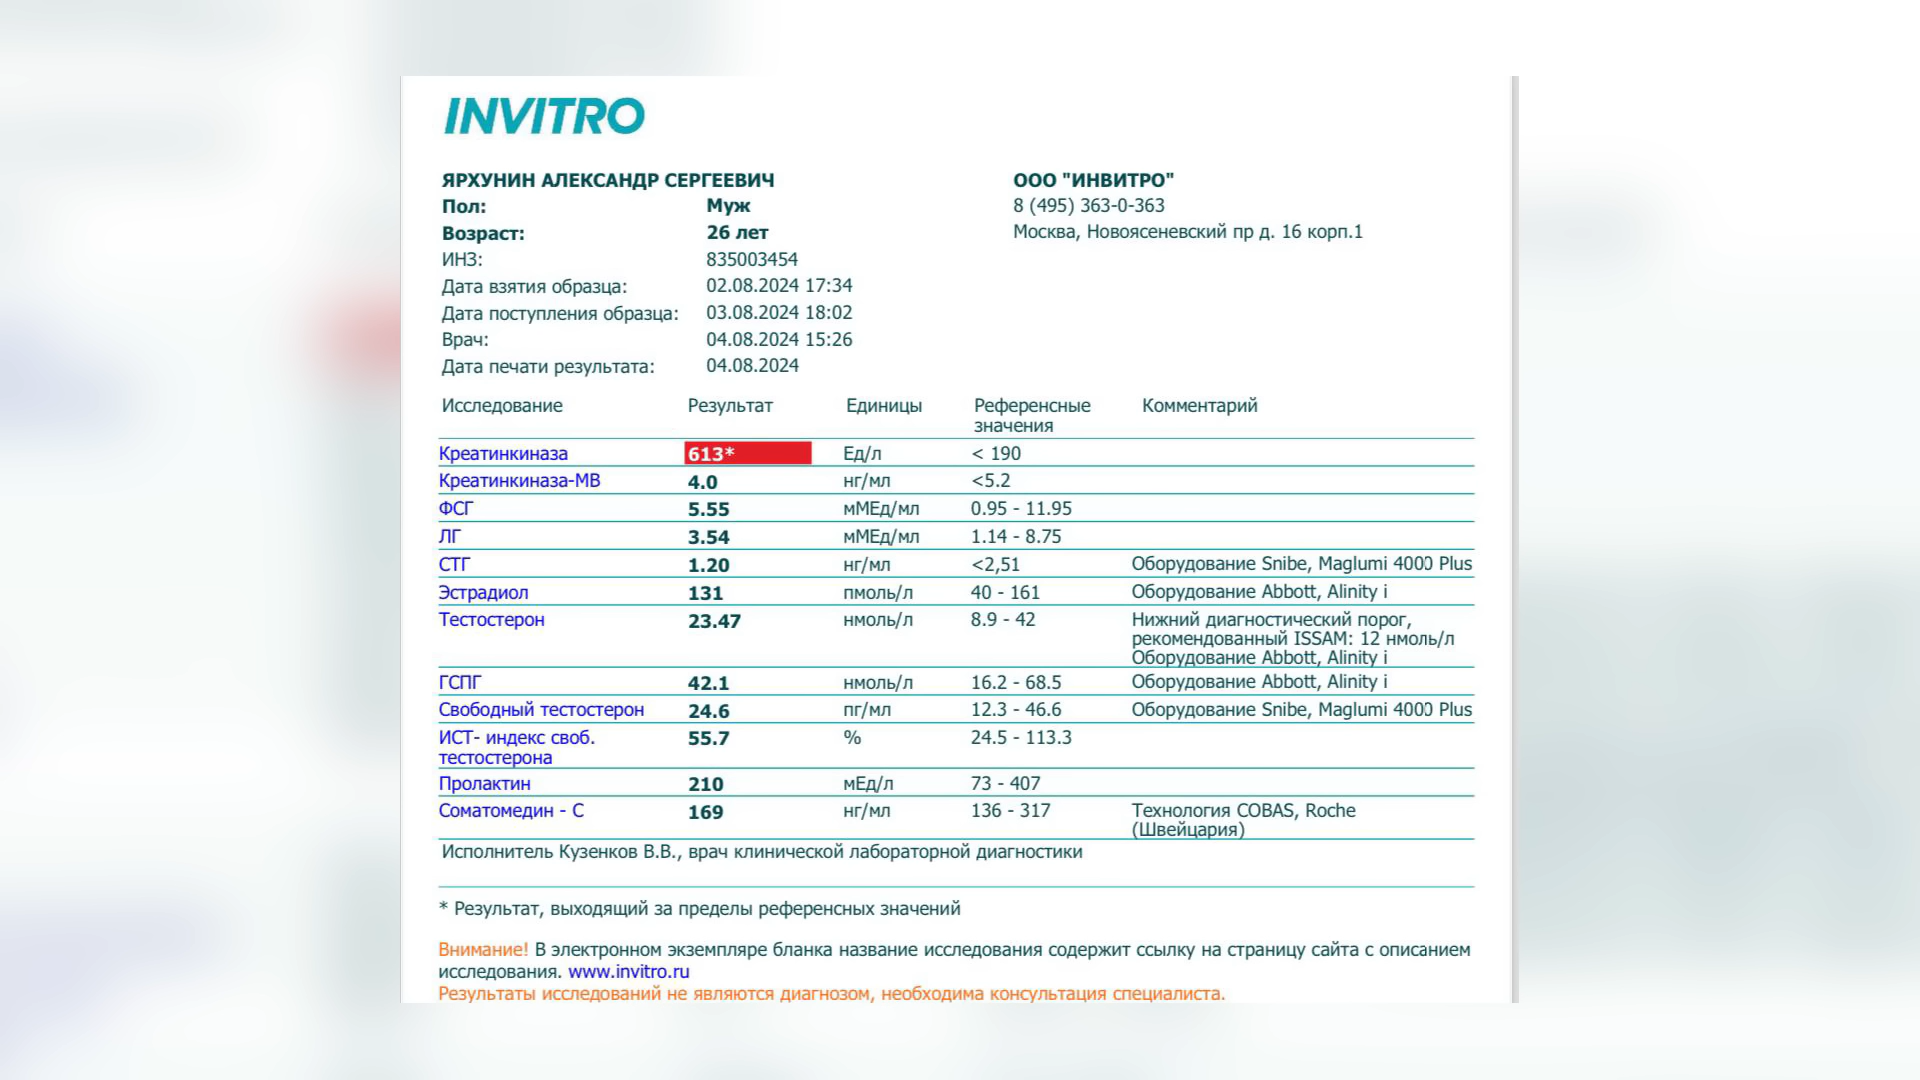 INVITRO
ЯРХУНИН АЛЕКСАНДР СЕРГЕЕВИЧ
Пол: Муж
Возраст: 26 лет
ИНЗ: 835003454
Дата взятия образца: 02.08.2024 17:34
Дата поступления образца: 03.08.2024 18:02
Врач: 04.08.2024 15:26
Дата печати результата: 04.08.2024
ООО "ИНВИТРО"
8 (495) 363-0-363
Москва, Новоясеневский пр д. 16 корп.1
Исследование Результат Единицы Референсные значения Комментарий
Креатинкиназа 613* Ед/л < 190
Креатинкиназа-МВ 4.0 нг/мл <5.2
ФСГ 5.55 мМЕд/мл 0.95 - 11.95
ЛГ 3.54 мМЕд/мл 1.14 - 8.75
СТГ 1.20 нг/мл <2,51 Оборудование Snibe, Maglumi 4000 Plus
Эстрадиол 131 пмоль/л 40 - 161 Оборудование Abbott, Alinity i
Тестостерон 23.47 нмоль/л 8.9 - 42 Нижний диагностический порог,
рекомендованный ISSAM: 12 нмоль/л
Оборудование Abbott, Alinity i
ГСПГ 42.1 нмоль/л 16.2 - 68.5 Оборудование Abbott, Alinity i
Свободный тестостерон 24.6 пг/мл 12.3 - 46.6 Оборудование Snibe, Maglumi 4000 Plus
ИСТ- индекс своб. 55.7 % 24.5 - 113.3
тестостерона
Пролактин 210 мЕд/л 73 - 407
Соматомедин - С 169 нг/мл 136 - 317 Технология COBAS, Roche
(Швейцария)
Исполнитель Кузенков В.В., врач клинической лабораторной диагностики
* Результат, выходящий за пределы референсных значений
Внимание! В электронном экземпляре бланка название исследования содержит ссылку на страницу сайта с описанием
исследования. www.invitro.ru
Результаты исследований не являются диагнозом, необходима консультация специалиста.